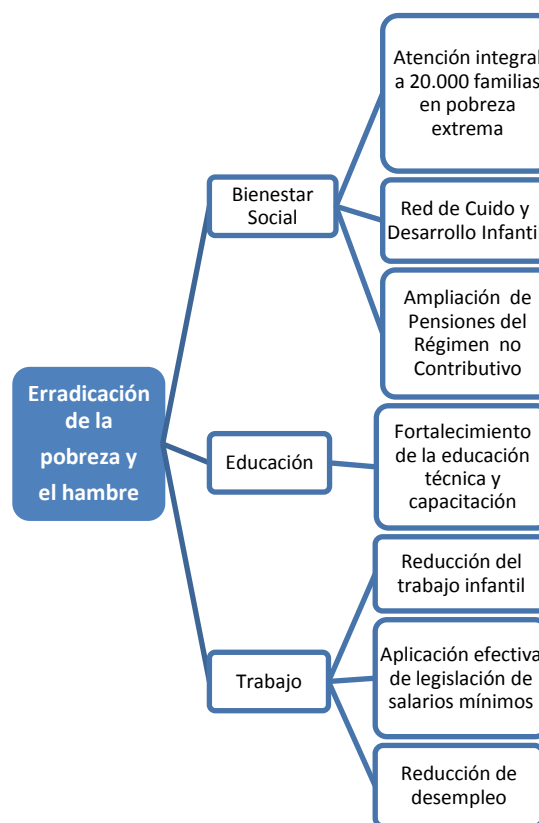 Erradicación
de la
pobreza y
el hambre
Bienestar
Social
Atención integral
a 20.000 familias
en pobreza
extrema
Red de Cuido y
Desarrollo Infantil
Ampliación de
Pensiones del
Régimen no
Contributivo
Educación
Fortalecimiento
de la educación
técnica y
capacitación
Trabajo
Reducción del
trabajo infantil
Aplicación efectiva
de legislación de
salarios mínimos
Reducción de
desempleo